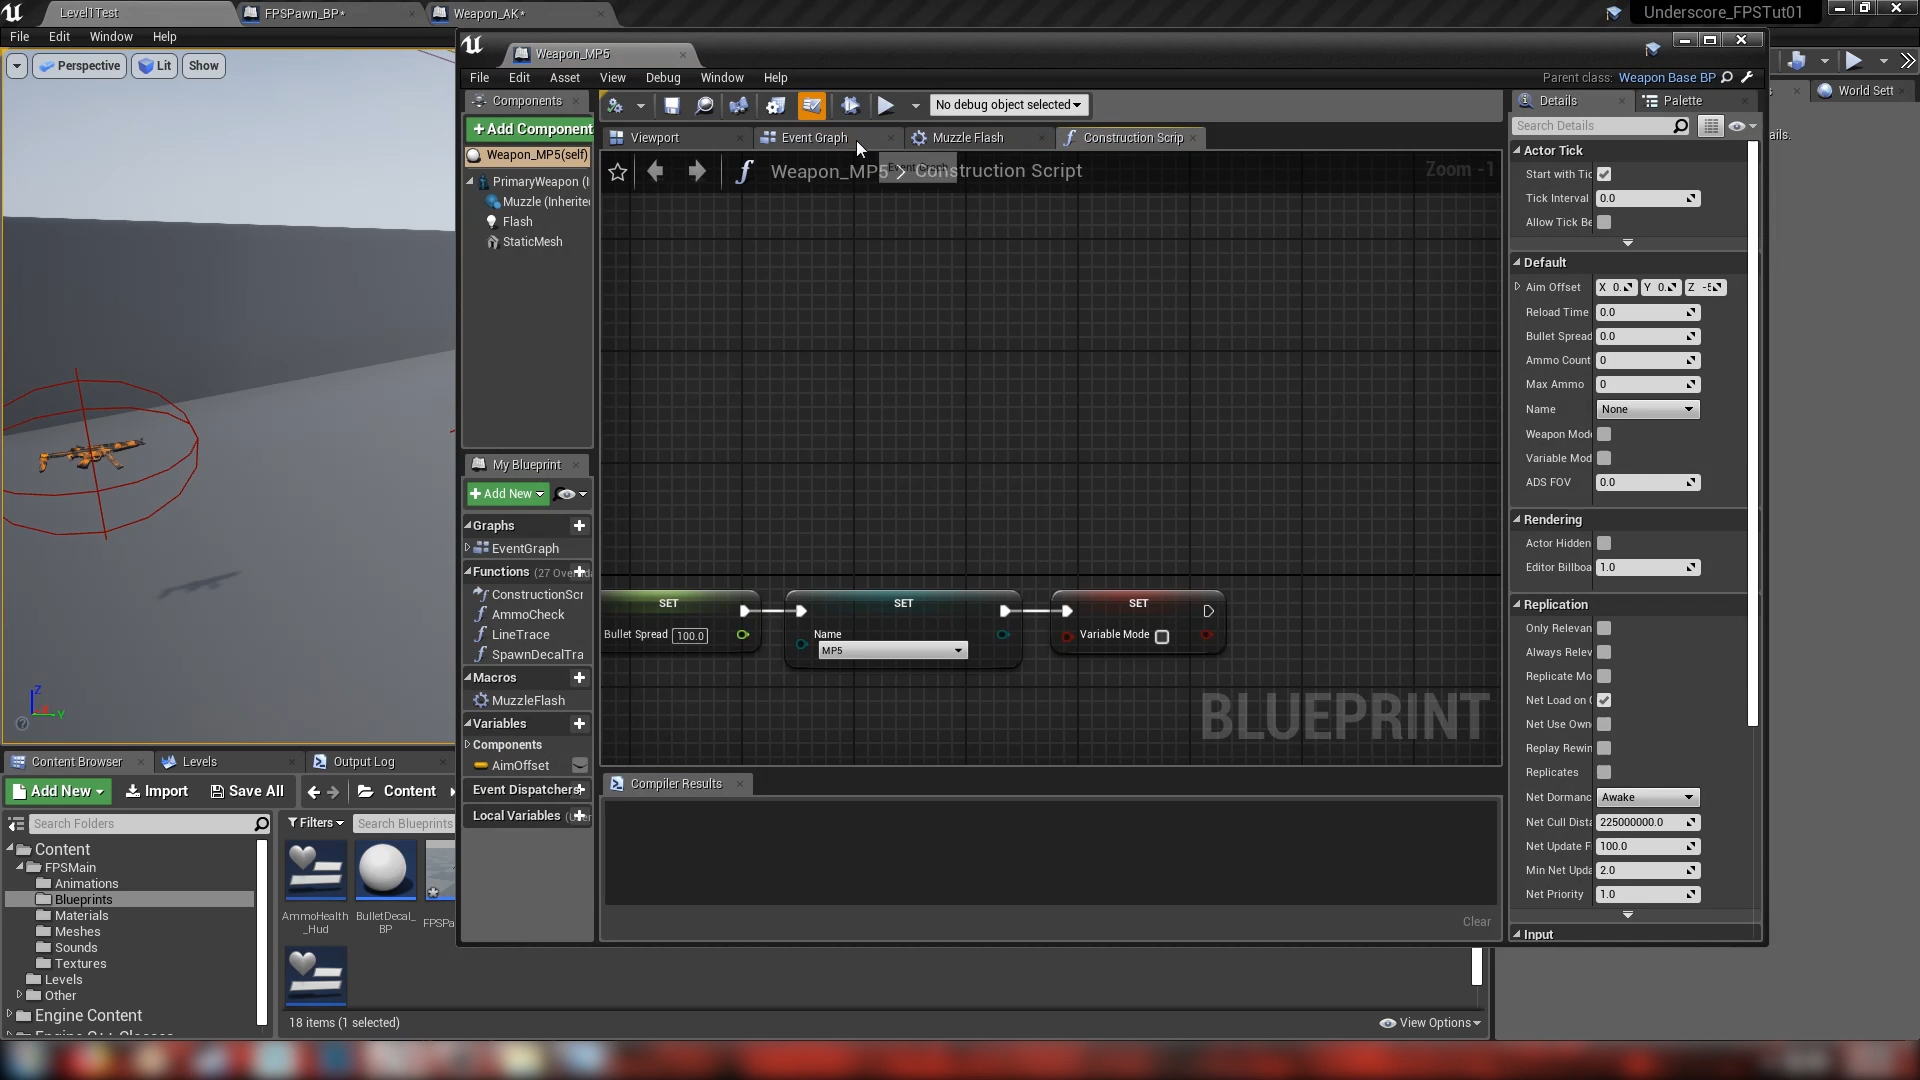 Level1Test
FPSPawn_BP*
Weapon_AK*
Underscore_FPSTut01
File Edit Window Help
Weapon_MP5
Perspective Lit Show
File Edit Asset View Debug Window Help
Parent class: Weapon Base BP
World Sett
Components
No debug object selected
Details
Palette
+Add Component
Viewport
Event Graph
Muzzle Flash
Construction Scrip
Search Details
ails.
Weapon_MP5(self)
Weapon_MP5 > Construction Script
Zoom -1
Actor Tick
PrimaryWeapon (I
Start with Tic
Muzzle (Inherite
Tick Interval 0.0
Flash
Allow Tick Be
StaticMesh
Default
Aim Offset X 0. Y 0. Z -5
Reload Time 0.0
Bullet Spread 0.0
Ammo Count 0
Max Ammo 0
Name None
Weapon Mode
Variable Mod
My Blueprint
ADS FOV 0.0
+Add New
Graphs
Rendering
EventGraph
Actor Hidden
Functions
Editor Billboa 1.0
ConstructionScr
SET
SET
SET
Replication
AmmoCheck
Only Relevan
LineTrace
Bullet Spread 100.0
Name
Variable Mode
MP5
Always Relev
SpawnDecalTra
Replicate Mo
Macros
Net Load on C
MuzzleFlash
BLUEPRINT
Variables
Net Use Own
Components
Replay Rewin
AimOffset
Replicates
Event Dispatchers
Compiler Results
Net Dormanc Awake
Local Variables
Net Cull Dista 225000000.0
Net Update F 100.0
Min Net Upda 2.0
Net Priority 1.0
Clear
Input
Z
Y
Content Browser
Levels
Output Log
Add New Import Save All Content
Search Folders
Filters
Search Blueprints
Content
FPSMain
Animations
Blueprints
Materials
Meshes
Sounds
Textures
Levels
Other
Engine Content
Engine C++ Classes
AmmoHealth
_Hud
BulletDecal_
BP
FPSPa
18 items (1 selected)
View Options